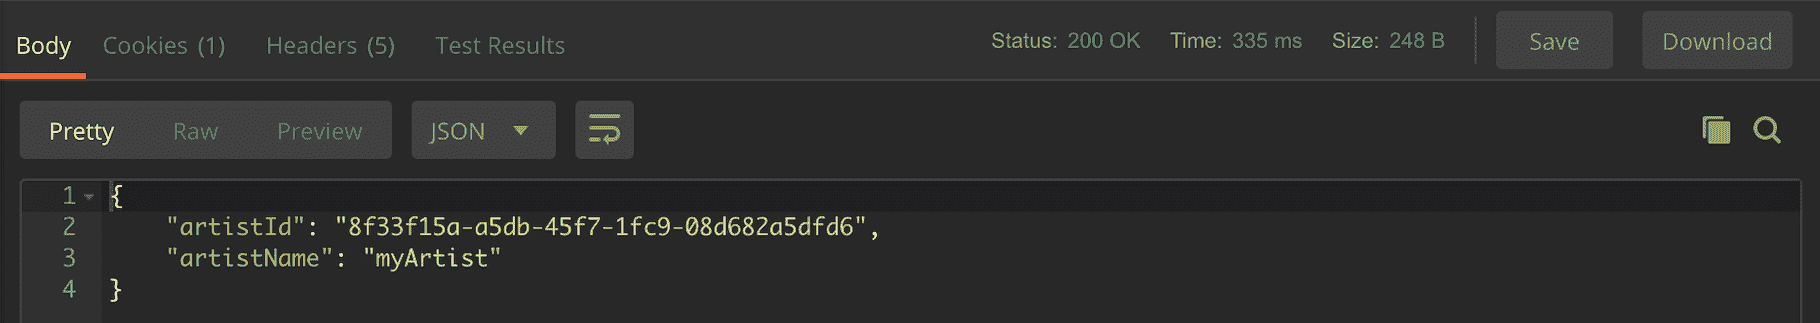 Body Cookies (1) Headers (5) Test Results Status: 200 OK Time: 335 ms Size: 248 B Save Download
Pretty Raw Preview JSON
1 {
2 "artistId": "8f33f15a-a5db-45f7-1fc9-08d682a5dfd6",
3 "artistName": "myArtist"
4 }